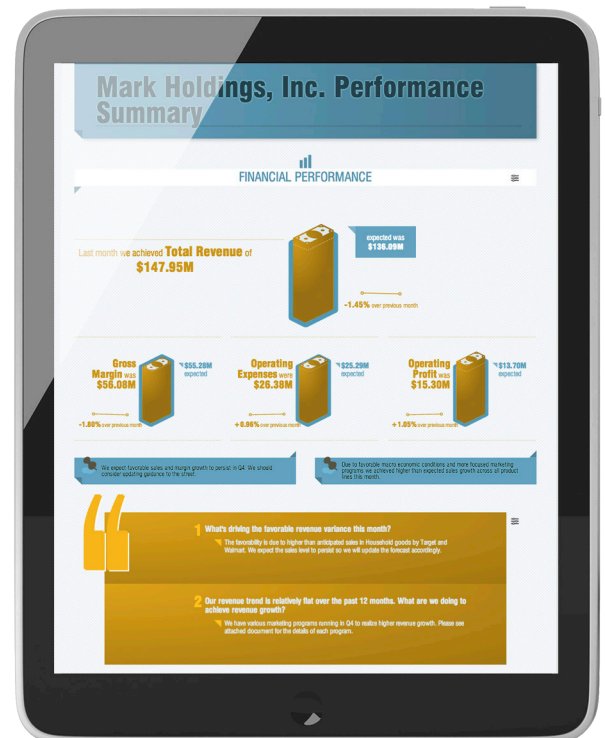 Mark Holdings, Inc. Performance
Summary
FINANCIAL PERFORMANCE
Last month we achieved Total Revenue of
$147.95M
expected was
$136.09M
-1.45% over previous month
Gross
Margin was
$56.08M
$55.28M
expected
-1.80% over previous month
Operating
Expenses were
$26.38M
$25.29M
expected
+0.96% over previous month
Operating
Profit was
$15.30M
$13.70M
expected
+1.05% over previous month
We expect favorable sales and margin growth to persist in Q4. We should
consider updating guidance to the street.
Due to favorable macro economic conditions and more focused marketing
programs we achieved higher than expected sales growth across all product
lines this month.
1 What's driving the favorable revenue variance this month?
The favorability is due to higher than anticipated sales in Household goods by Target and
Walmart. We expect the sales level to persist so we will update the forecast accordingly.
2 Our revenue trend is relatively flat over the past 12 months. What are we doing to
achieve revenue growth?
We have various marketing programs running in Q4 to realize higher revenue growth. Please see
attached document for the details of each program.